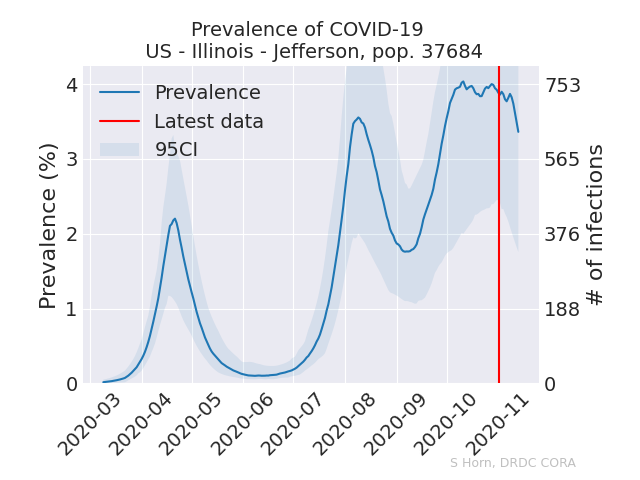 Prevalence of COVID-19
US - Illinois - Jefferson, pop. 37684
Prevalence
Latest data
95CI
Prevalence (%)
4
3
2
1
0
753
565
376
188
0
# of infections
2020-03
2020-04
2020-05
2020-06
2020-07
2020-08
2020-09
2020-10
2020-11
S Horn, DRDC CORA